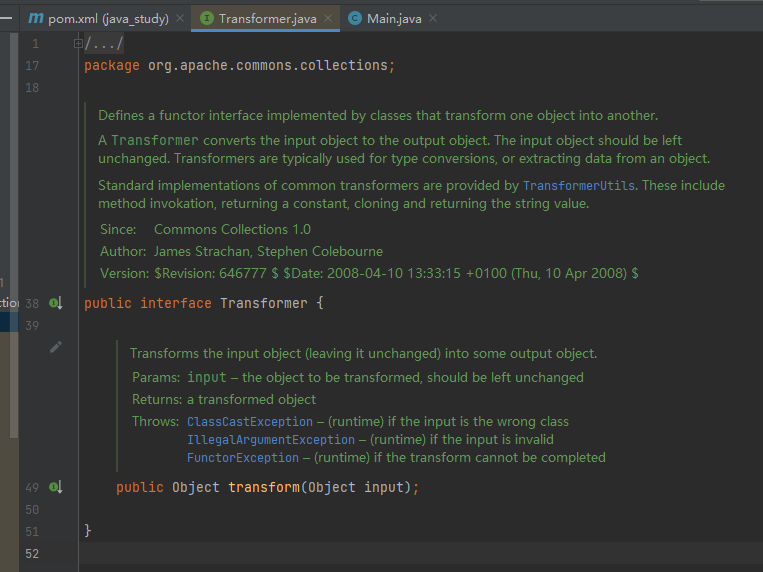 pom.xml (java_study)
Transformer.java
Main.java
1 /.../
17 package org.apache.commons.collections;
18
Defines a functor interface implemented by classes that transform one object into another.
A Transformer converts the input object to the output object. The input object should be left
unchanged. Transformers are typically used for type conversions, or extracting data from an object.
Standard implementations of common transformers are provided by TransformerUtils. These include
method invokation, returning a constant, cloning and returning the string value.
Since: Commons Collections 1.0
Author: James Strachan, Stephen Colebourne
Version: $Revision: 646777 $ $Date: 2008-04-10 13:33:15 +0100 (Thu, 10 Apr 2008) $
38 public interface Transformer {
39
Transforms the input object (leaving it unchanged) into some output object.
Params: input – the object to be transformed, should be left unchanged
Returns: a transformed object
Throws: ClassCastException – (runtime) if the input is the wrong class
IllegalArgumentException – (runtime) if the input is invalid
FunctorException – (runtime) if the transform cannot be completed
49 public Object transform(Object input);
50
51 }
52